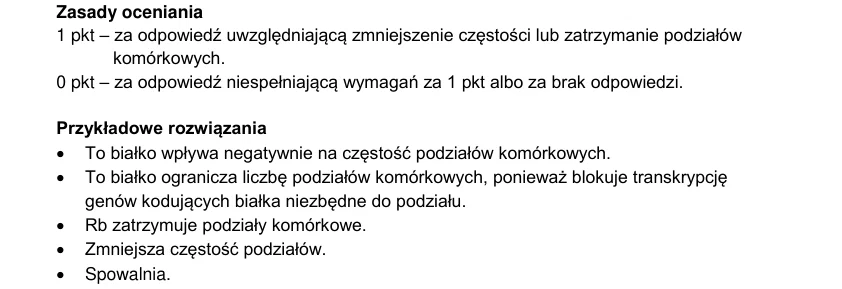 Zasady oceniania
1 pkt – za odpowiedź uwzględniającą zmniejszenie częstości lub zatrzymanie podziałów
komórkowych.
0 pkt – za odpowiedź niespełniającą wymagań za 1 pkt albo za brak odpowiedzi.
Przykładowe rozwiązania
• To białko wpływa negatywnie na częstość podziałów komórkowych.
• To białko ogranicza liczbę podziałów komórkowych, ponieważ blokuje transkrypcję
genów kodujących białka niezbędne do podziału.
• Rb zatrzymuje podziały komórkowe.
• Zmniejsza częstość podziałów.
• Spowalnia.